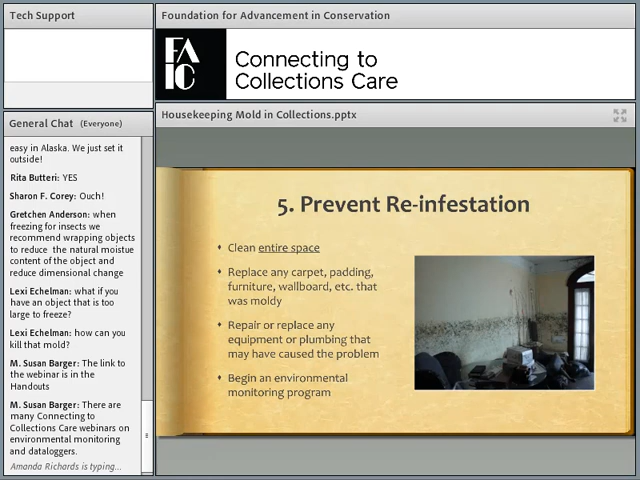 Tech Support
Foundation for Advancement in Conservation
FAIC
Connecting to
Collections Care
General Chat (Everyone)
easy in Alaska. We just set it
outside!
Rita Butteri: YES
Sharon F. Corey: Ouch!
Gretchen Anderson: when
freezing for insects we
recommend wrapping objects
to reduce the natural moistue
content of the object and
reduce dimensional change
Lexi Echelman: what if you
have an object that is too
large to freeze?
Lexi Echelman: how can you
kill that mold?
M. Susan Barger: The link to
the webinar is in the
Handouts
M. Susan Barger: There are
many Connecting to
Collections Care webinars on
environmental monitoring
and dataloggers.
Amanda Richards is typing...
Housekeeping Mold in Collections.pptx
5. Prevent Re-infestation
Clean entire space
Replace any carpet, padding,
furniture, wallboard, etc. that
was moldy
Repair or replace any
equipment or plumbing that
may have caused the problem
Begin an environmental
monitoring program